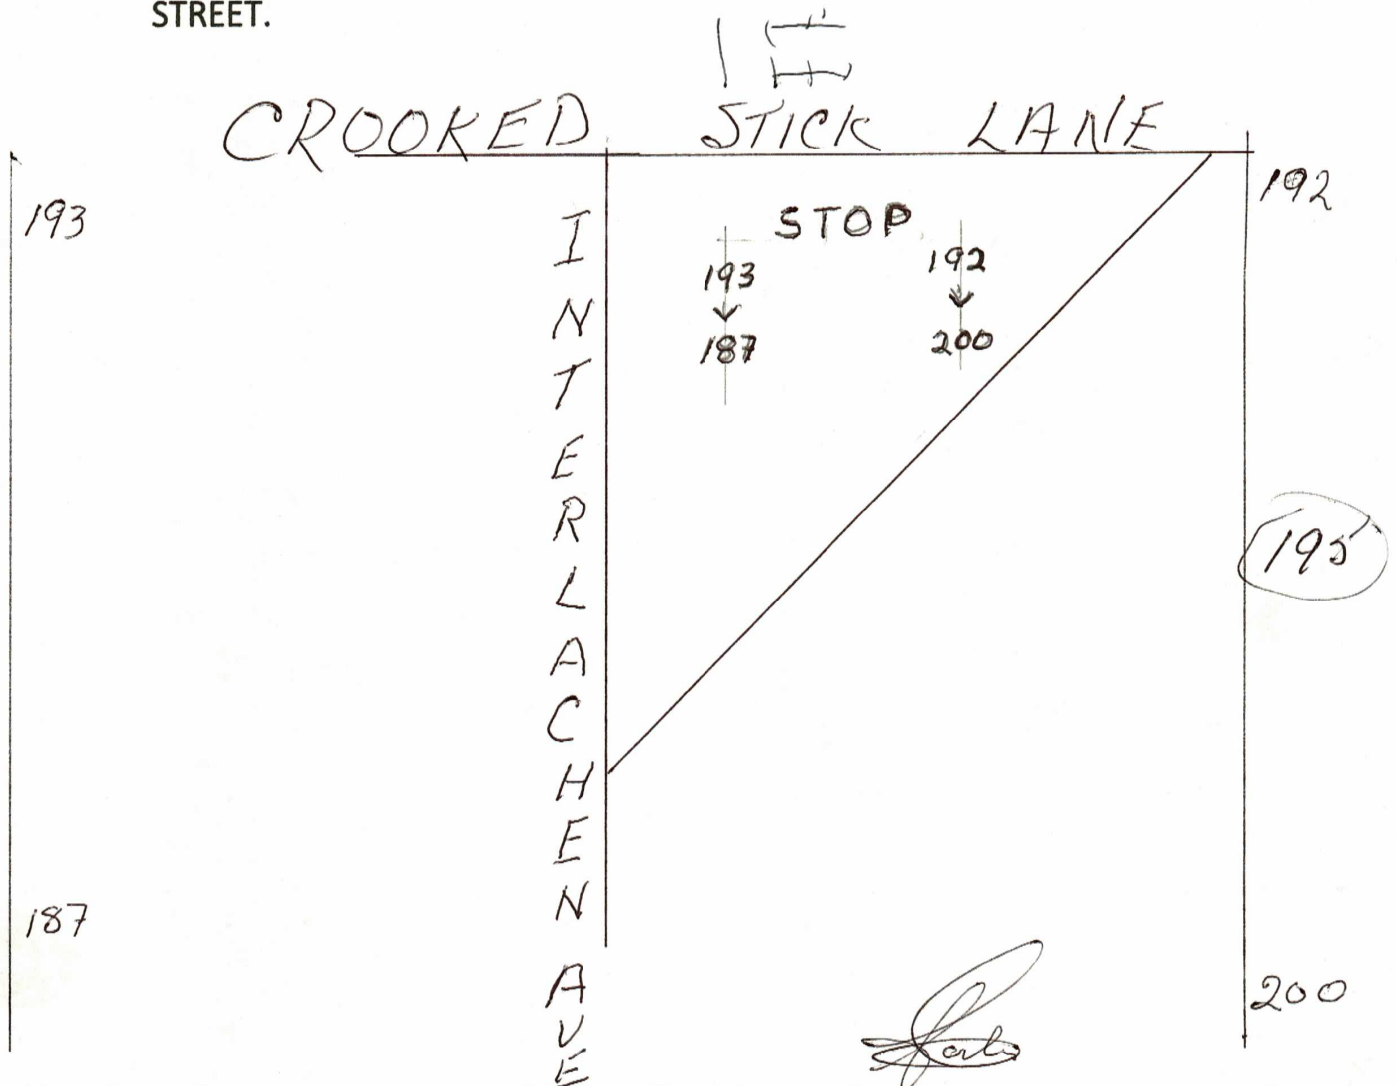 STREET.
CROOKED STICK LANE
193
192
STOP
193
192
187
200
INTERLACHEN AVE
195
187
200